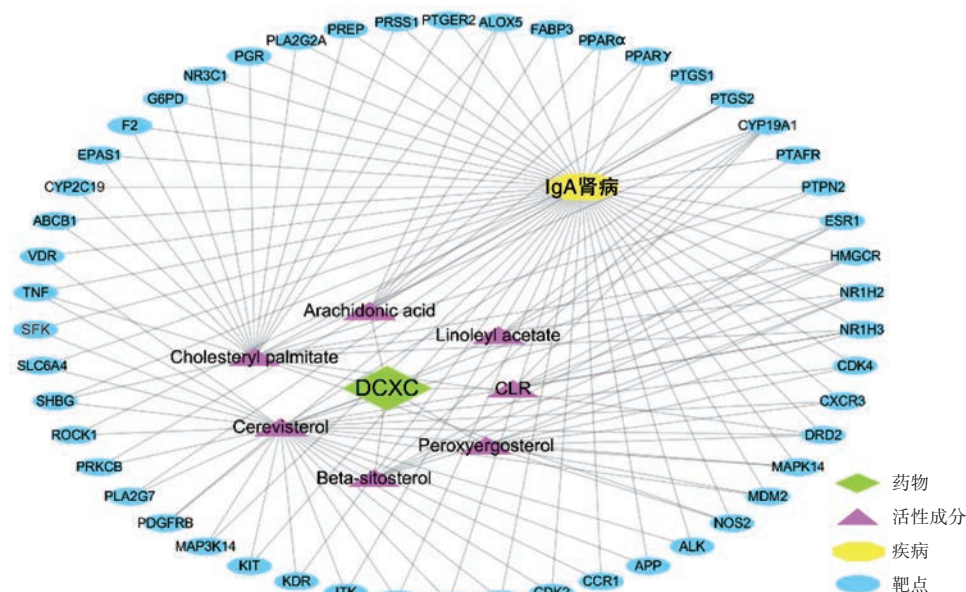 PRSS1
PTGER2
ALOX5
PREP
FABP3
PLA2G2A
PPARα
PGR
PPARγ
NR3C1
PTGS1
G6PD
PTGS2
F2
CYP19A1
EPAS1
PTAFR
CYP2C19
IgA肾病
PTPN2
ABCB1
ESR1
VDR
HMGCR
TNF
NR1H2
Arachidonic acid
SFK
Linoleyl acetate
NR1H3
SLC6A4
Cholesteryl palmitate
CDK4
DCXC
CLR
SHBG
CXCR3
Cerevisterol
ROCK1
Peroxyergosterol
DRD2
PRKCB
Beta-sitosterol
MAPK14
PLA2G7
MDM2
药物
PDGFRB
NOS2
活性成分
MAP3K14
ALK
KIT
APP
疾病
KDR
CCR1
靶点